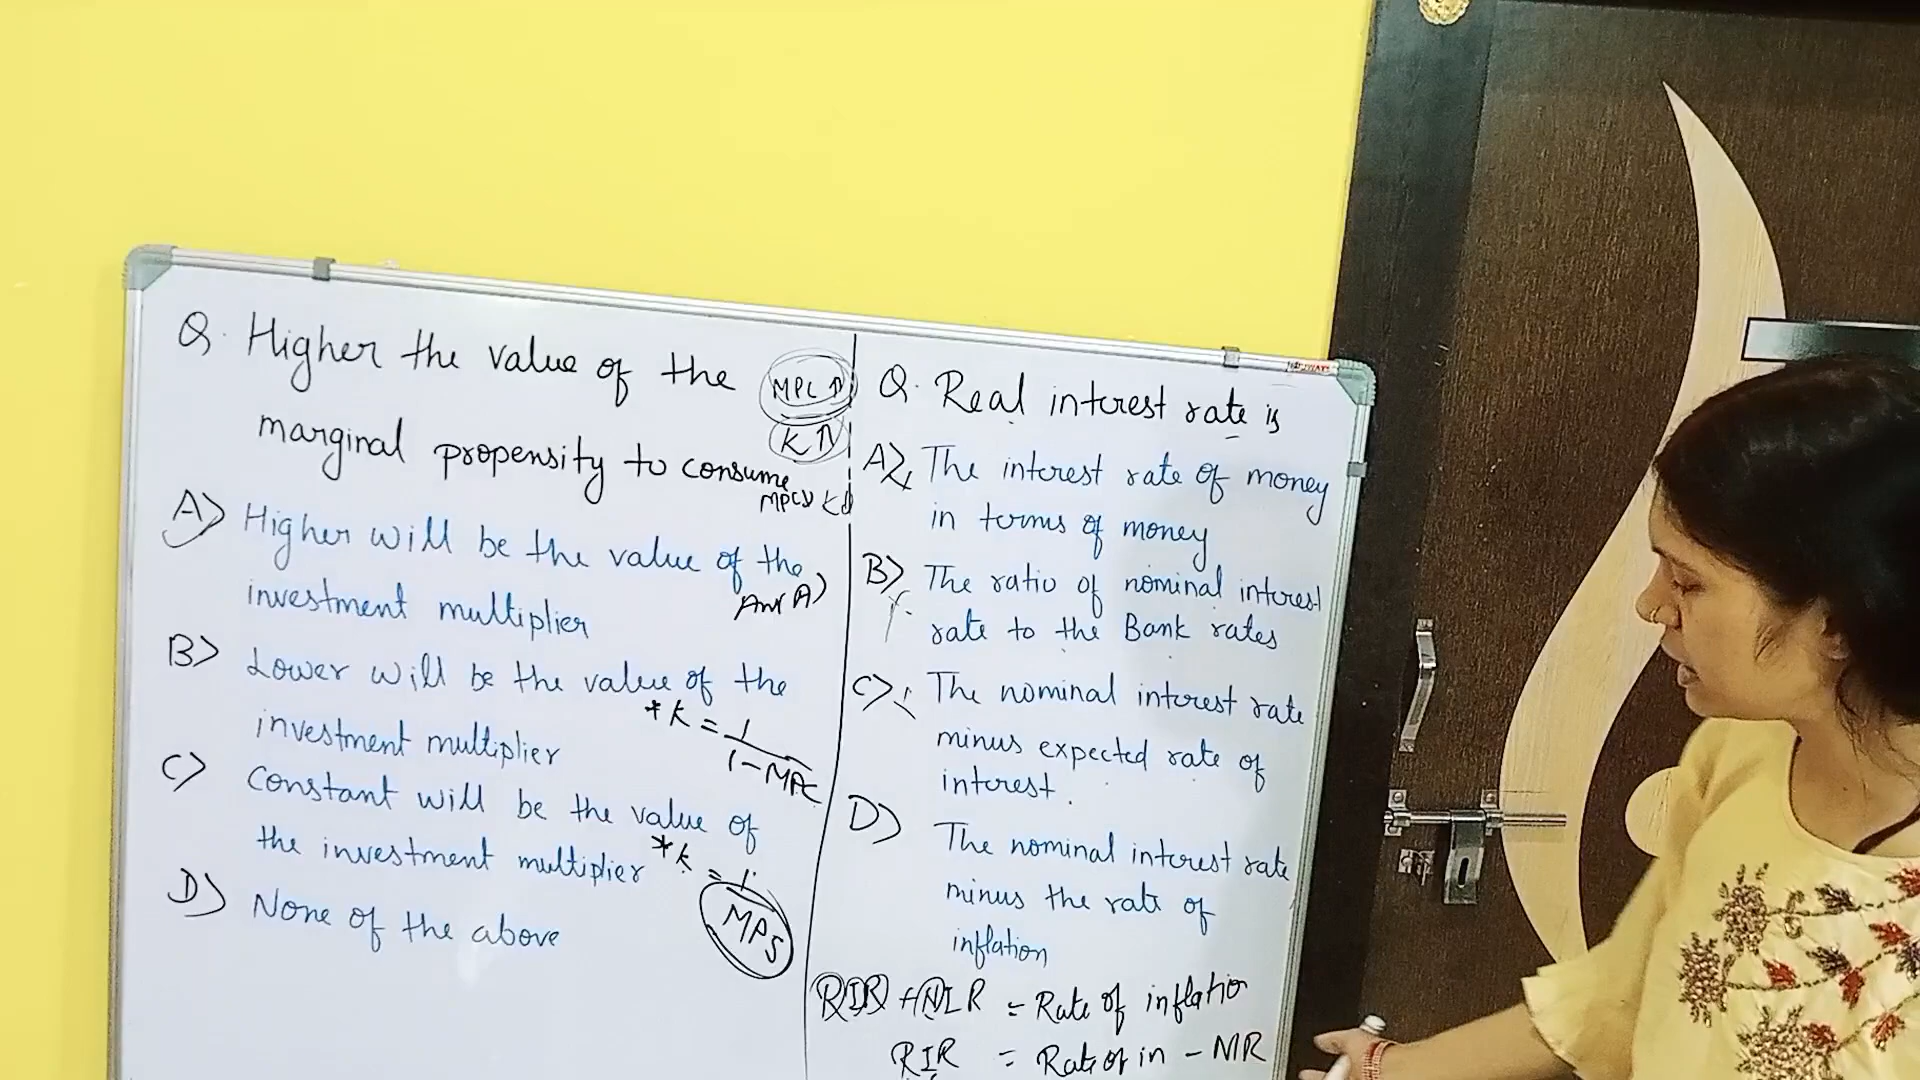 Q. Higher the value of the
marginal propensity to consume
MPC↑
K↑
MPC↓ K↓
A) Higher will be the value of the
investment multiplier
Ans A)
B) Lower will be the value of the
investment multiplier
*K = 1
1-MPC
C) Constant will be the value of
the investment multiplier
*K = 1
MPS
D) None of the above
Q. Real interest rate is
A) The interest rate of money
in terms of money
B) The ratio of nominal interest
rate to the Bank rates
C) The nominal interest rate
minus expected rate of
interest.
D) The nominal interest rate
minus the rate of
inflation
RIR + NIR = Rate of inflation
RIR = Rate of in - NR